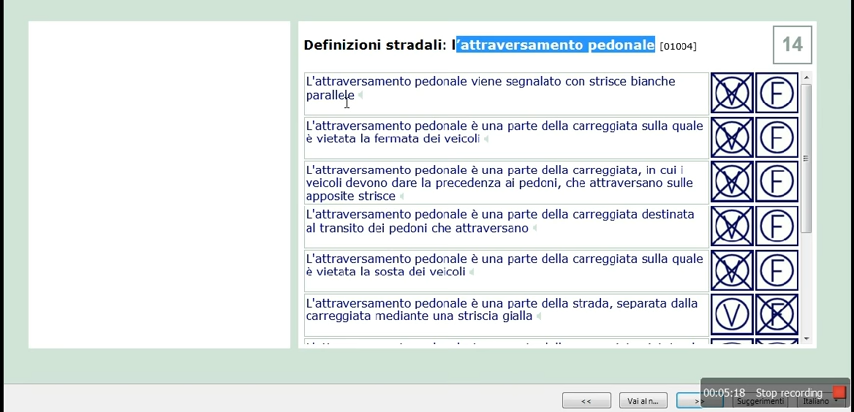 Definizioni stradali: l'attraversamento pedonale [01004]
14
L'attraversamento pedonale viene segnalato con strisce bianche
parallele
V F
L'attraversamento pedonale è una parte della carreggiata sulla quale
è vietata la fermata dei veicoli
V F
L'attraversamento pedonale è una parte della carreggiata, in cui i
veicoli devono dare la precedenza ai pedoni, che attraversano sulle
apposite strisce
V F
L'attraversamento pedonale è una parte della carreggiata destinata
al transito dei pedoni che attraversano
V F
L'attraversamento pedonale è una parte della carreggiata sulla quale
è vietata la sosta dei veicoli
V F
L'attraversamento pedonale è una parte della strada, separata dalla
carreggiata mediante una striscia gialla
V F
<< Vai al n... >> Suggerimenti Italiano
00:05:18 Stop recording